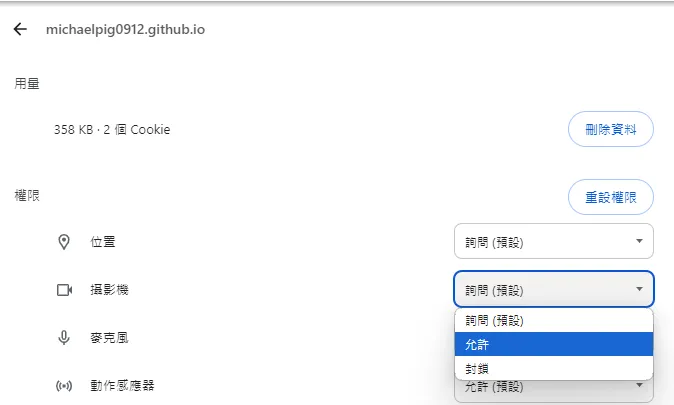 michaelpig0912.github.io
用量
358 KB · 2 個 Cookie
刪除資料
權限
重設權限
位置
詢問 (預設)
攝影機
詢問 (預設)
詢問 (預設)
麥克風
允許
封鎖
動作感應器
允許 (預設)